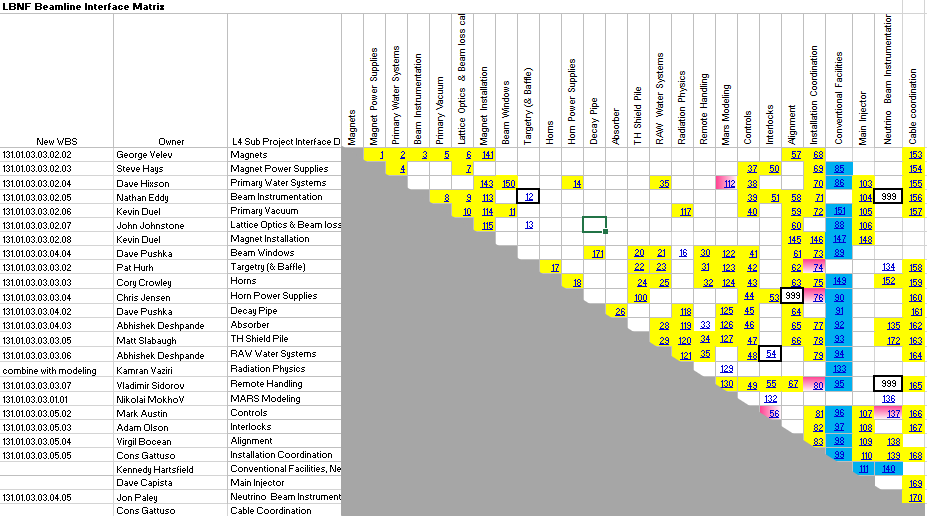 LBNF Beamline Interface Matrix
Magnets
Magnet Power Supplies
Primary Water Systems
Beam Instrumentation
Primary Vacuum
Lattice Optics & Beam loss cal
Magnet Installation
Beam Windows
Targetry (& Baffle)
Horns
Horn Power Supplies
Decay Pipe
Absorber
TH Shield Pile
RAW Water Systems
Radiation Physics
Remote Handling
Mars Modeling
Controls
Interlocks
Alignment
Installation Coordination
Conventional Facilities
Main Injector
Neutrino Beam Instrumentation
Cable coordination
New WBS Owner L4 Sub Project Interface D
131.01.03.03.02.02 George Velev Magnets 1 2 3 5 6 141 57 68 153
131.01.03.03.02.03 Steve Hays Magnet Power Supplies 4 7 37 50 69 85 154
131.01.03.03.02.04 Dave Hixson Primary Water Systems 143 150 14 35 112 38 70 86 103 155
131.01.03.03.02.05 Nathan Eddy Beam Instrumentation 8 9 113 12 39 51 58 71 104 999 156
131.01.03.03.02.06 Kevin Duel Primary Vacuum 10 114 11 117 40 59 72 151 105 157
131.01.03.03.02.07 John Johnstone Lattice Optics & Beam loss 115 13 60 88 106
131.01.03.03.02.08 Kevin Duel Magnet Installation 145 146 147 148
131.01.03.03.04.04 Dave Pushka Beam Windows 171 20 21 16 30 122 41 61 73 89
131.01.03.03.03.02 Pat Hurh Targetry (& Baffle) 17 22 23 31 123 42 62 74 134 158
131.01.03.03.03.03 Cory Crowley Horns 18 24 25 32 124 43 63 75 149 152 159
131.01.03.03.03.04 Chris Jensen Horn Power Supplies 100 44 53 999 76 90 160
131.01.03.03.04.02 Dave Pushka Decay Pipe 26 118 125 45 64 91 161
131.01.03.03.04.03 Abhishek Deshpande Absorber 28 119 33 126 46 65 77 92 135 162
131.01.03.03.03.05 Matt Slabaugh TH Shield Pile 29 120 34 127 47 66 78 93 172 163
131.01.03.03.03.06 Abhishek Deshpande RAW Water Systems 121 35 48 54 79 94 164
combine with modeling Kamran Vaziri Radiation Physics 129 133
131.01.03.03.03.07 Vladimir Sidorov Remote Handling 130 49 55 67 80 95 999 165
131.01.03.03.01.01 Nikolai MokhoV MARS Modeling 132 136
131.01.03.03.05.02 Mark Austin Controls 56 81 96 107 137 166
131.01.03.03.05.03 Adam Olson Interlocks 82 97 108 167
131.01.03.03.05.04 Virgil Bocean Alignment 83 98 109 138
131.01.03.03.05.05 Cons Gattuso Installation Coordination 99 110 139 168
Kennedy Hartsfield Conventional Facilities, Ne 111 140
Dave Capista Main Injector 169
131.01.03.03.04.05 Jon Paley Neutrino Beam Instrument 170
Cons Gattuso Cable Coordination